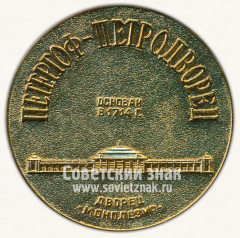 ПЕТЕРГОФ-ПЕТРОДВОРЕЦ
ОСНОВАН
В 1714 Г.
Советский знак
www.sovietznak.ru
ДВОРЕЦ
"МОНПЛЕЗИР"